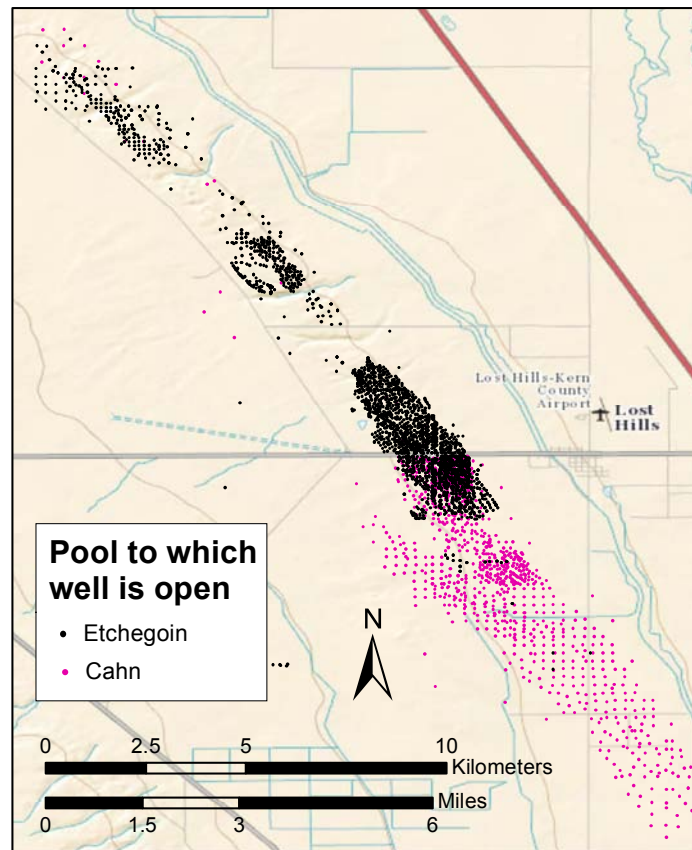 Lost Hills-Kern
County
Airport
Lost
Hills
Pool to which
well is open
Etchegoin
Cahn
N
0 2.5 5 10
Kilometers
Miles
0 1.5 3 6